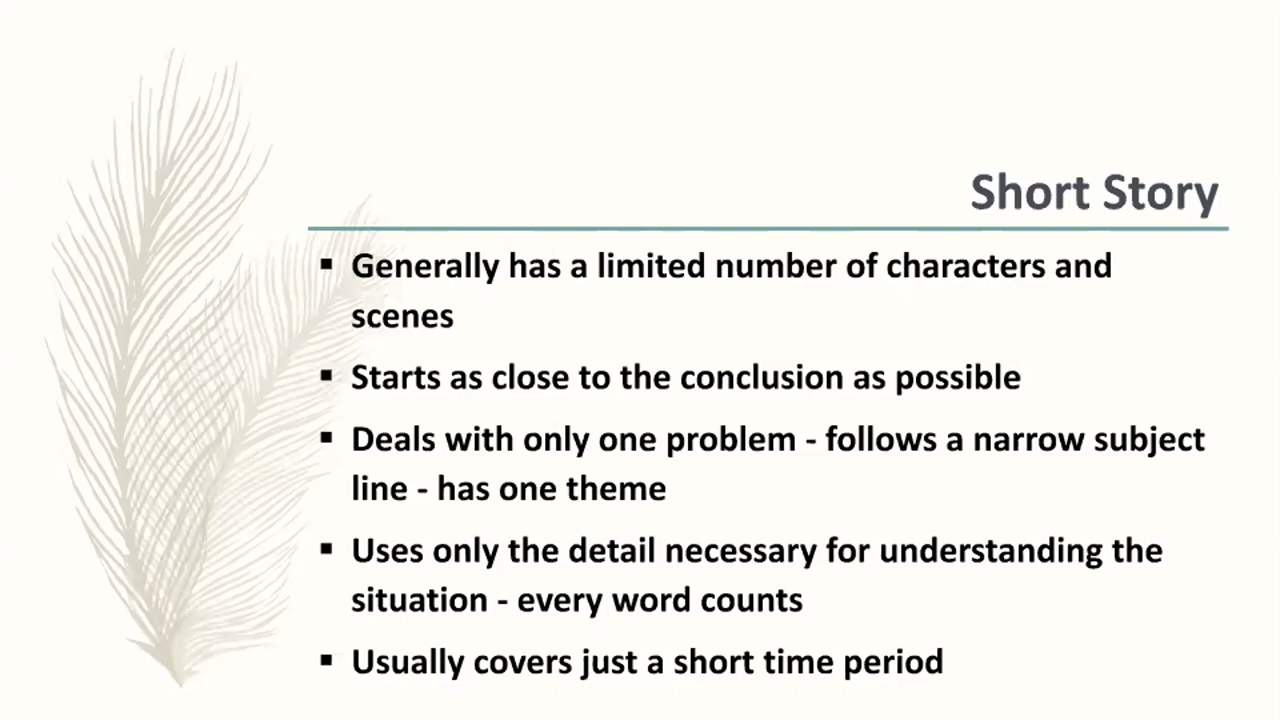 Short Story
▪ Generally has a limited number of characters and
scenes
▪ Starts as close to the conclusion as possible
▪ Deals with only one problem - follows a narrow subject
line - has one theme
▪ Uses only the detail necessary for understanding the
situation - every word counts
▪ Usually covers just a short time period